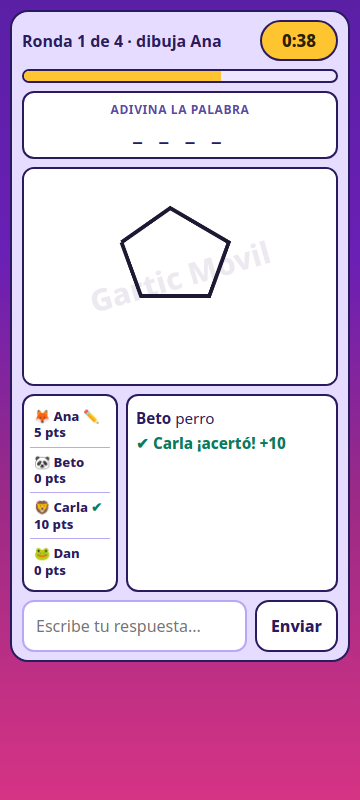 Ronda 1 de 4 · dibuja Ana
0:38
ADIVINA LA PALABRA
_ _ _ _
Gartic Móvil
🦊 Ana ✏️
5 pts
🐼 Beto
0 pts
🦁 Carla ✔
10 pts
🐸 Dan
0 pts
Beto perro
✔ Carla ¡acertó! +10
Escribe tu respuesta...
Enviar